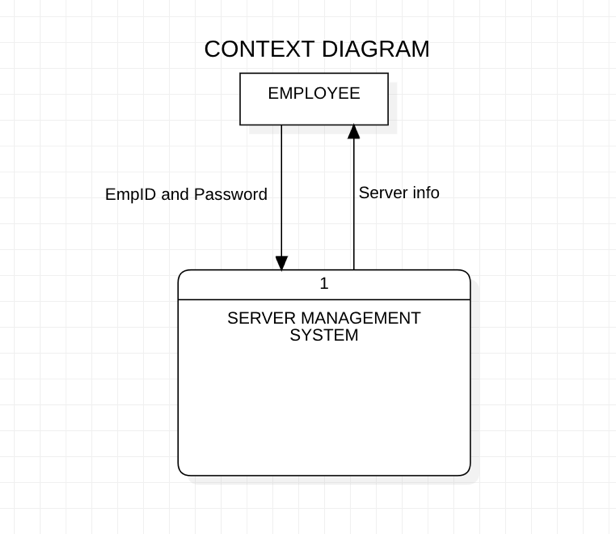 CONTEXT DIAGRAM
EMPLOYEE
EmpID and Password
Server info
1
SERVER MANAGEMENT
SYSTEM